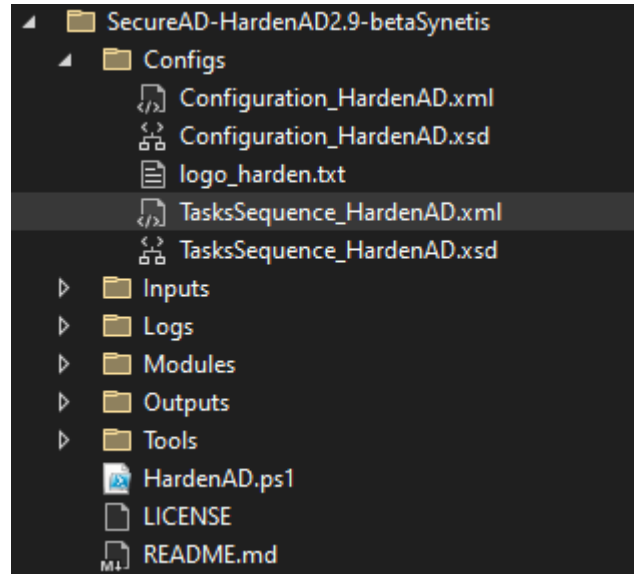 SecureAD-HardenAD2.9-betaSynetis
Configs
Configuration_HardenAD.xml
Configuration_HardenAD.xsd
logo_harden.txt
TasksSequence_HardenAD.xml
TasksSequence_HardenAD.xsd
Inputs
Logs
Modules
Outputs
Tools
HardenAD.ps1
LICENSE
README.md